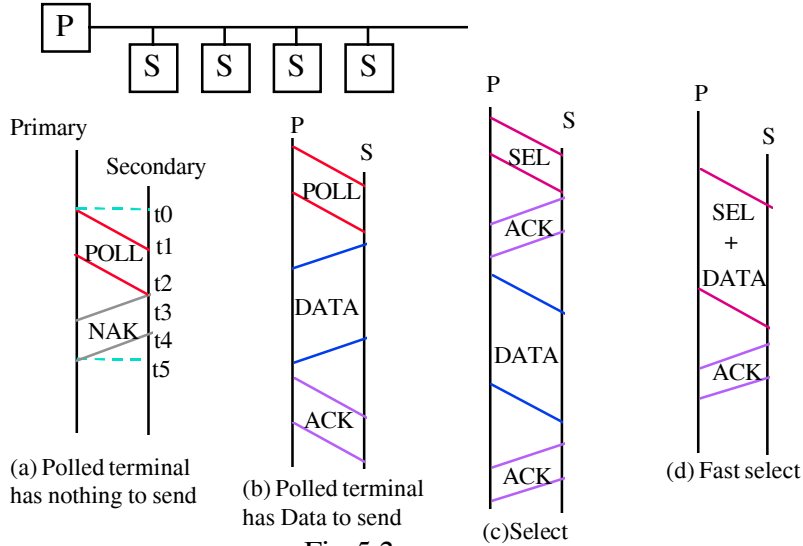 P
S S S S
Primary
Secondary
t0
POLL
t1
t2
t3
NAK
t4
t5
(a) Polled terminal
has nothing to send
P
S
POLL
DATA
ACK
(b) Polled terminal
has Data to send
P
S
SEL
ACK
DATA
ACK
(c)Select
P
S
SEL
+
DATA
ACK
(d) Fast select